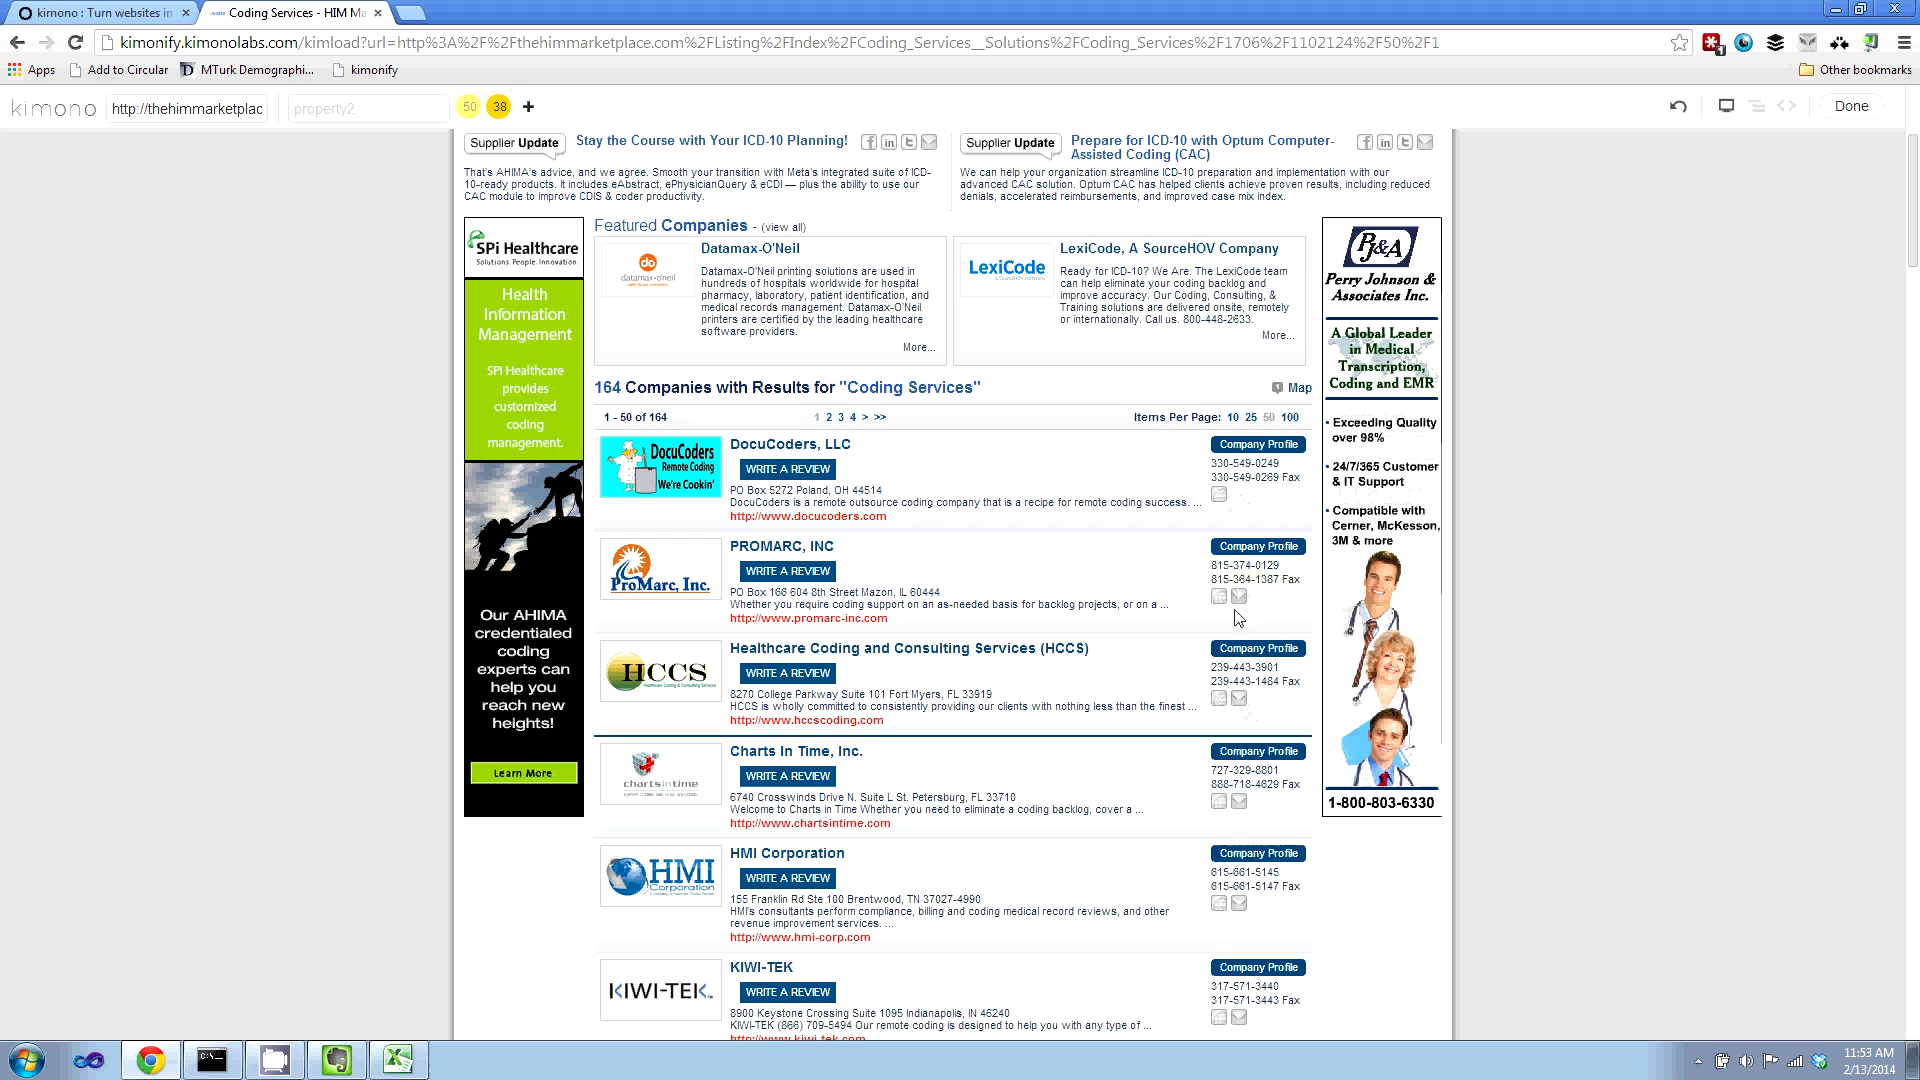 kimono : Turn websites in
Coding Services - HIM Ma
kimonify.kimonolabs.com/kimload?url=http%3A%2F%2Fthehimmarketplace.com%2FListing%2FIndex%2FCoding_Services__Solutions%2FCoding_Services%2F1706%2F1102124%2F50%2F1
Apps
Add to Circular
MTurk Demographi...
kimonify
Other bookmarks
kimono
http://thehimmarketplac
property2
50
38
+
Done
Supplier Update
Stay the Course with Your ICD-10 Planning!
That's AHIMA's advice, and we agree. Smooth your transition with Meta's integrated suite of ICD-
10-ready products. It includes eAbstract, ePhysicianQuery & eCDI — plus the ability to use our
CAC module to improve CDIS & coder productivity.
Supplier Update
Prepare for ICD-10 with Optum Computer-
Assisted Coding (CAC)
We can help your organization streamline ICD-10 preparation and implementation with our
advanced CAC solution. Optum CAC has helped clients achieve proven results, including reduced
denials, accelerated reimbursements, and improved case mix index.
SPi Healthcare
Solutions. People. Innovation.
Health
Information
Management
SPi Healthcare
provides
customized
coding
management.
Our AHIMA
credentialed
coding
experts can
help you
reach new
heights!
Learn More
Featured Companies - (view all)
datamax-o'neil
Datamax-O'Neil
Datamax-O'Neil printing solutions are used in
hundreds of hospitals worldwide for hospital
pharmacy, laboratory, patient identification, and
medical records management. Datamax-O'Neil
printers are certified by the leading healthcare
software providers.
More...
LexiCode
a SourceHOV company
LexiCode, A SourceHOV Company
Ready for ICD-10? We Are. The LexiCode team
can help eliminate your coding backlog and
improve accuracy. Our Coding, Consulting, &
Training solutions are delivered onsite, remotely
or internationally. Call us. 800-448-2633.
More...
164 Companies with Results for "Coding Services"
Map
1 - 50 of 164
1 2 3 4 > >>
Items Per Page: 10 25 50 100
DocuCoders
Remote Coding
We're Cookin'
DocuCoders, LLC
WRITE A REVIEW
PO Box 5272 Poland, OH 44514
DocuCoders is a remote outsource coding company that is a recipe for remote coding success. ...
http://www.docucoders.com
Company Profile
330-549-0249
330-549-0269 Fax
ProMarc, Inc.
PROMARC, INC
WRITE A REVIEW
PO Box 166 604 8th Street Mazon, IL 60444
Whether you require coding support on an as-needed basis for backlog projects, or on a ...
http://www.promarc-inc.com
Company Profile
815-374-0129
815-364-1387 Fax
HCCS
Healthcare Coding and Consulting Services (HCCS)
WRITE A REVIEW
8270 College Parkway Suite 101 Fort Myers, FL 33919
HCCS is wholly committed to consistently providing our clients with nothing less than the finest ...
http://www.hccscoding.com
Company Profile
239-443-3901
239-443-1484 Fax
chartsintime
Charts In Time, Inc.
WRITE A REVIEW
6740 Crosswinds Drive N. Suite L St. Petersburg, FL 33710
Welcome to Charts in Time Whether you need to eliminate a coding backlog, cover a ...
http://www.chartsintime.com
Company Profile
727-329-8801
888-718-4629 Fax
HMI
Corporation
HMI Corporation
WRITE A REVIEW
155 Franklin Rd Ste 100 Brentwood, TN 37027-4990
HMI's consultants perform compliance, billing and coding medical record reviews, and other
revenue improvement services. ...
http://www.hmi-corp.com
Company Profile
615-661-5145
615-661-5147 Fax
KIWI-TEK
KIWI-TEK
WRITE A REVIEW
8900 Keystone Crossing Suite 1095 Indianapolis, IN 46240
KIWI-TEK (866) 709-5494 Our remote coding is designed to help you with any type of ...
http://www.kiwi-tek.com
Company Profile
317-571-3440
317-571-3443 Fax
PJ&A
Perry Johnson &
Associates Inc.
A Global Leader
in Medical
Transcription,
Coding and EMR
• Exceeding Quality
over 98%
• 24/7/365 Customer
& IT Support
• Compatible with
Cerner, McKesson,
3M & more
1-800-803-6330
11:53 AM
2/13/2014